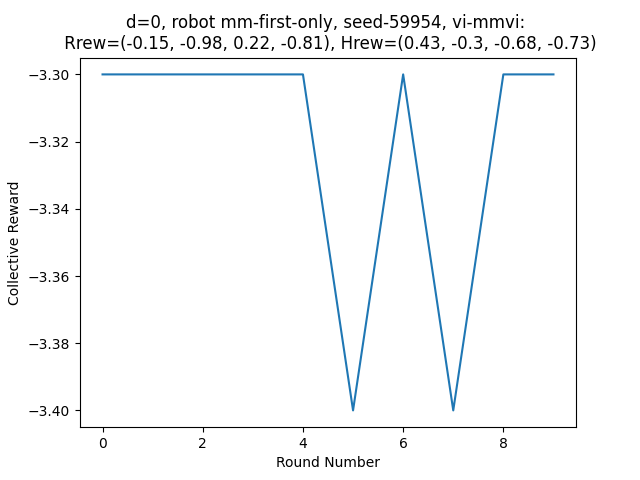 d=0, robot mm-first-only, seed-59954, vi-mmvi:
Rrew=(-0.15, -0.98, 0.22, -0.81), Hrew=(0.43, -0.3, -0.68, -0.73)
−3.30
−3.32
−3.34
−3.36
−3.38
−3.40
Collective Reward
0 2 4 6 8
Round Number